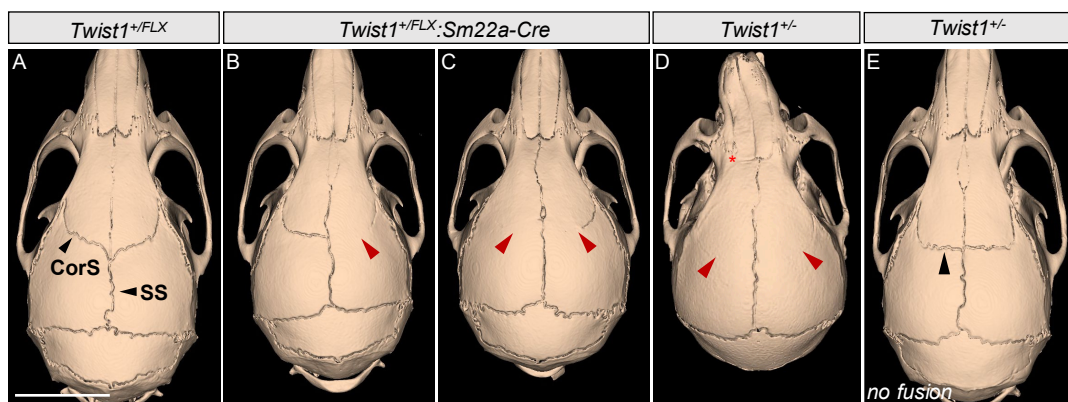 Twist1+/FLX
Twist1+/FLX:Sm22a-Cre
Twist1+/-
Twist1+/-
A
B
C
D
E
*
CorS
SS
no fusion